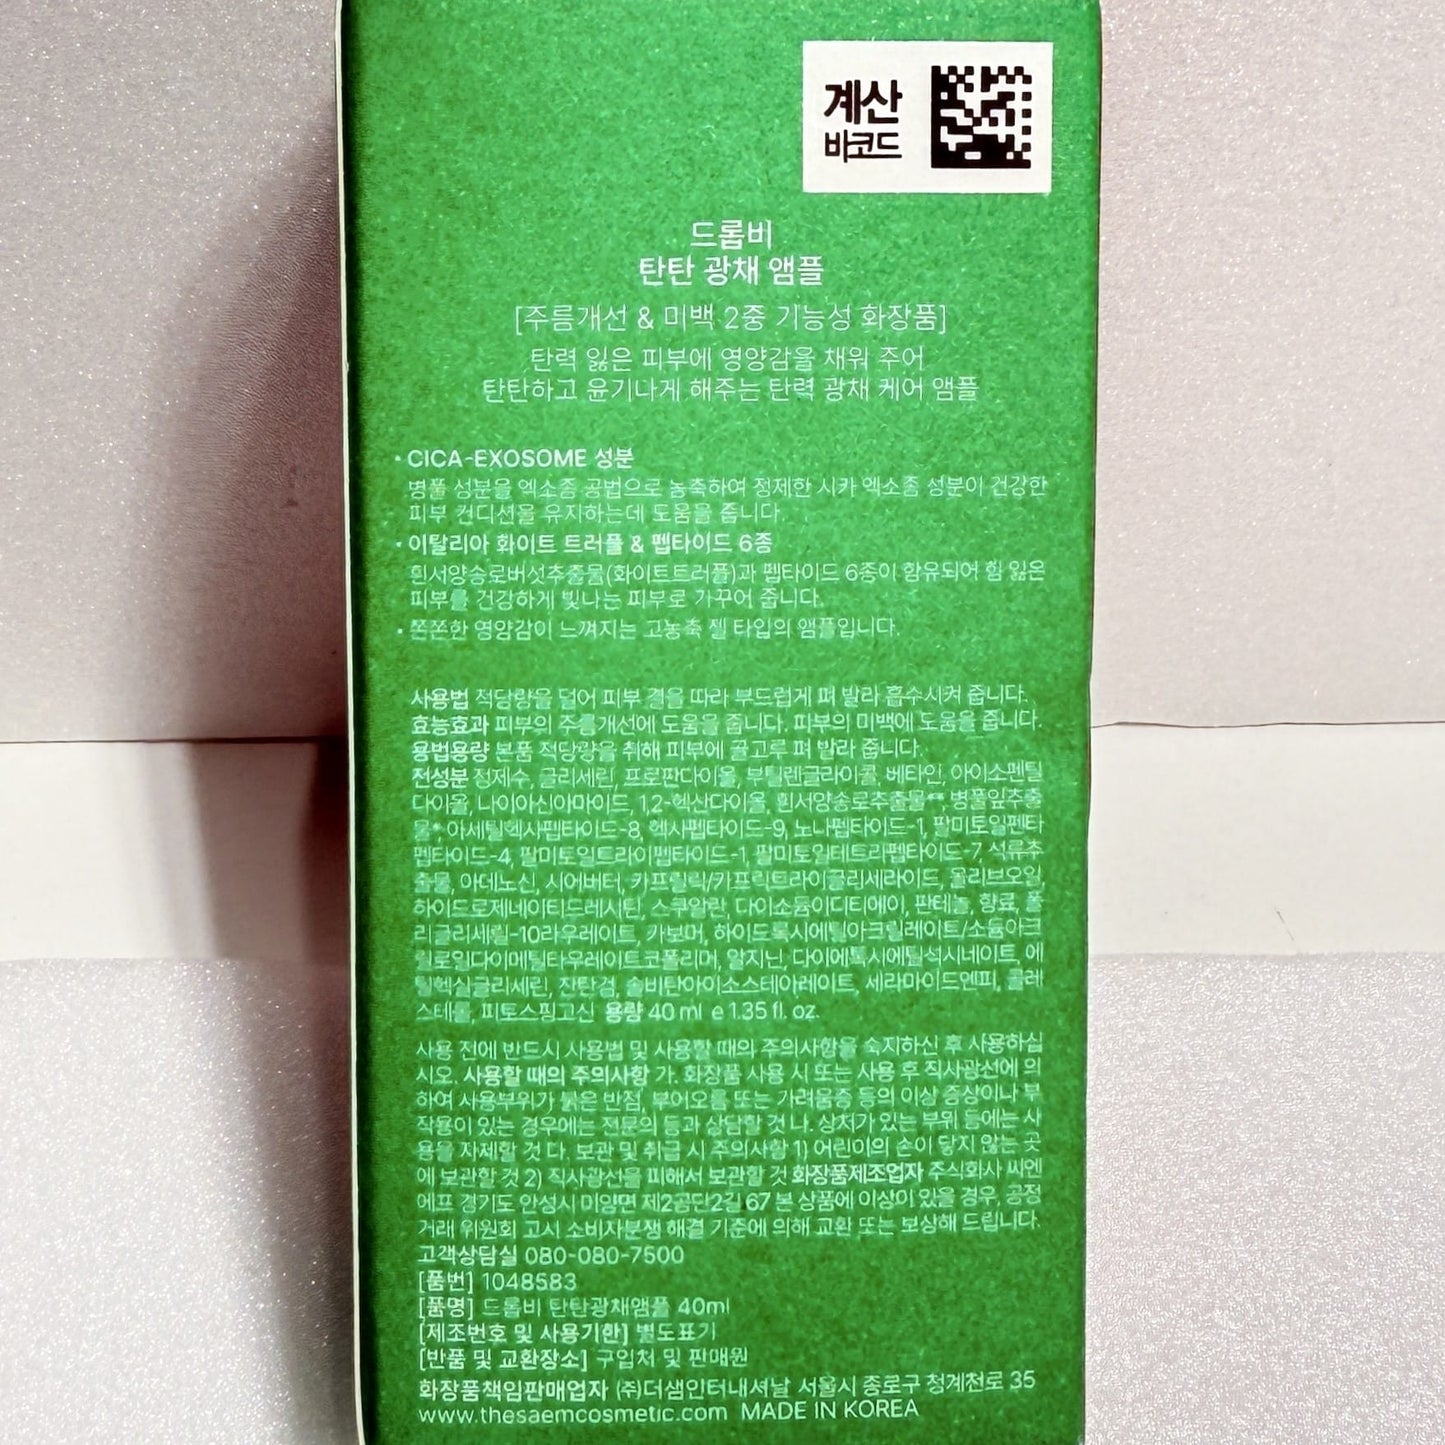 계산
바코드
드롭비
탄탄 광채 앰플
[주름개선 & 미백 2중 기능성 화장품]
탄력 잃은 피부에 영양감을 채워 주어
탄탄하고 윤기나게 해주는 탄력 광채 케어 앰플
· CICA-EXOSOME 성분
병풀 성분을 엑소좀 공법으로 농축하여 정제한 시카 엑소좀 성분이 건강한
피부 컨디션을 유지하는데 도움을 줍니다.
· 이탈리아 화이트 트러플 & 펩타이드 6종
흰서양송로버섯추출물(화이트트러플)과 펩타이드 6종이 함유되어 힘 잃은
피부를 건강하게 빛나는 피부로 가꾸어 줍니다.
· 쫀쫀한 영양감이 느껴지는 고농축 젤 타입의 앰플입니다.
사용법 적당량을 덜어 피부 결을 따라 부드럽게 펴 발라 흡수시켜 줍니다.
효능효과 피부의 주름개선에 도움을 줍니다. 피부의 미백에 도움을 줍니다.
용법용량 본품 적당량을 취해 피부에 골고루 펴 발라 줍니다.
전성분 정제수, 글리세린, 프로판다이올, 부틸렌글라이콜, 베타인, 아이소펜틸
다이올, 나이아신아마이드, 1,2-헥산다이올, 흰서양송로추출물**, 병풀잎추출
물*, 아세틸헥사펩타이드-8, 헥사펩타이드-9, 노나펩타이드-1, 팔미토일펜타
펩타이드-4, 팔미토일트라이펩타이드-1, 팔미토일테트라펩타이드-7, 석류추
출물, 아데노신, 시어버터, 카프릴릭/카프릭트라이글리세라이드, 올리브오일,
하이드로제네이티드레시틴, 스쿠알란, 다이소듐이디티에이, 판테놀, 향료, 폴
리글리세릴-10라우레이트, 카보머, 하이드록시에틸아크릴레이트/소듐아크
릴로일다이메틸타우레이트코폴리머, 알지닌, 다이에톡시에틸석시네이트, 에
틸헥실글리세린, 잔탄검, 솔비탄아이소스테아레이트, 세라마이드엔피, 콜레
스테롤, 피토스핑고신 용량 40 ml e 1.35 fl. oz.
사용 전에 반드시 사용법 및 사용할 때의 주의사항을 숙지하신 후 사용하십
시오. 사용할 때의 주의사항 가. 화장품 사용 시 또는 사용 후 직사광선에 의
하여 사용부위가 붉은 반점, 부어오름 또는 가려움증 등의 이상 증상이나 부
작용이 있는 경우에는 전문의 등과 상담할 것 나. 상처가 있는 부위 등에는 사
용을 자제할 것 다. 보관 및 취급 시 주의사항 1) 어린이의 손이 닿지 않는 곳
에 보관할 것 2) 직사광선을 피해서 보관할 것 화장품제조업자 주식회사 씨엔
에프 경기도 안성시 미양면 제2공단2길 67 본 상품에 이상이 있을 경우, 공정
거래 위원회 고시 소비자분쟁 해결 기준에 의해 교환 또는 보상해 드립니다.
고객상담실 080-080-7500
[품번] 1048583
[품명] 드롭비 탄탄광채앰플 40ml
[제조번호 및 사용기한] 별도표기
[반품 및 교환장소] 구입처 및 판매원
화장품책임판매업자 (주)더샘인터내셔날 서울시 종로구 청계천로 35
www.thesaemcosmetic.com MADE IN KOREA